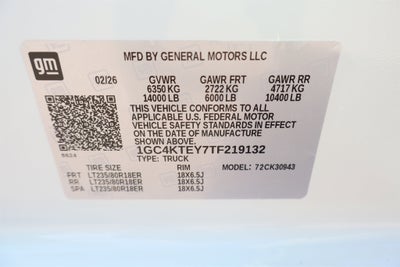 gm
MFD BY GENERAL MOTORS LLC
02/26 GVWR GAWR FRT GAWR RR
6350 KG 2722 KG 4717 KG
14000 LB 6000 LB 10400 LB
THIS VEHICLE CONFORMS TO ALL
APPLICABLE U.S. FEDERAL MOTOR
VEHICLE SAFETY STANDARDS IN EFFECT
ON THE DATE OF MANUFACTURE
SHOWN ABOVE.
1GC4KTEY7TF219132
8624 TYPE: TRUCK
TIRE SIZE RIM MODEL: 72CK30943
FRT LT235/80R18ER 18X6.5J
RR LT235/80R18ER 18X6.5J
SPA LT235/80R18ER 18X6.5J